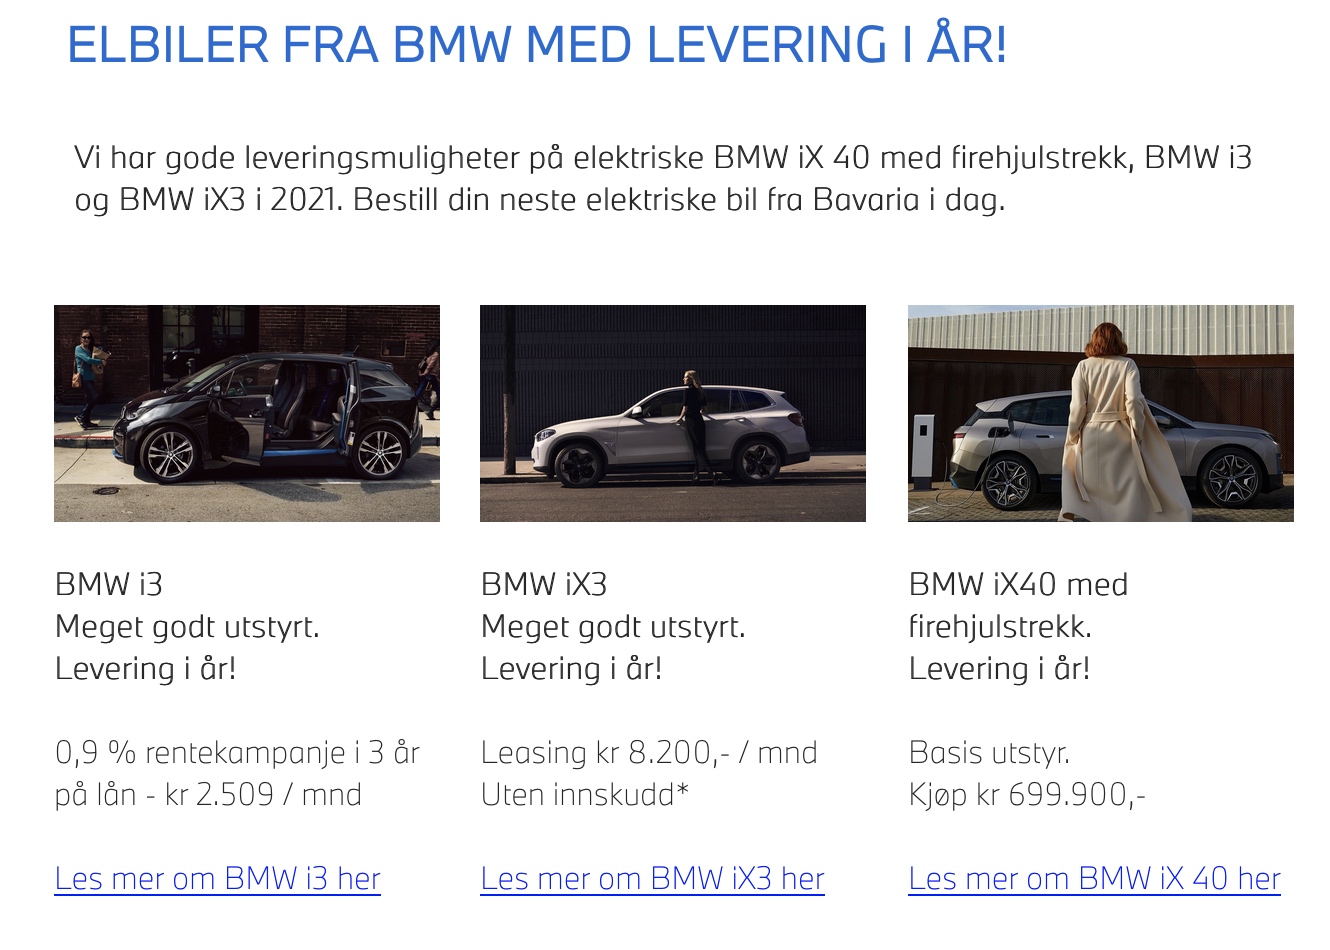 ELBILER FRA BMW MED LEVERING I ÅR!
Vi har gode leveringsmuligheter på elektriske BMW iX 40 med firehjulstrekk, BMW i3
og BMW iX3 i 2021. Bestill din neste elektriske bil fra Bavaria i dag.
BMW i3
Meget godt utstyrt.
Levering i år!
0,9 % rentekampanje i 3 år
på lån - kr 2.509 / mnd
Les mer om BMW i3 her
BMW iX3
Meget godt utstyrt.
Levering i år!
Leasing kr 8.200,- / mnd
Uten innskudd*
Les mer om BMW iX3 her
BMW iX40 med
firehjulstrekk.
Levering i år!
Basis utstyr.
Kjøp kr 699.900,-
Les mer om BMW iX 40 her